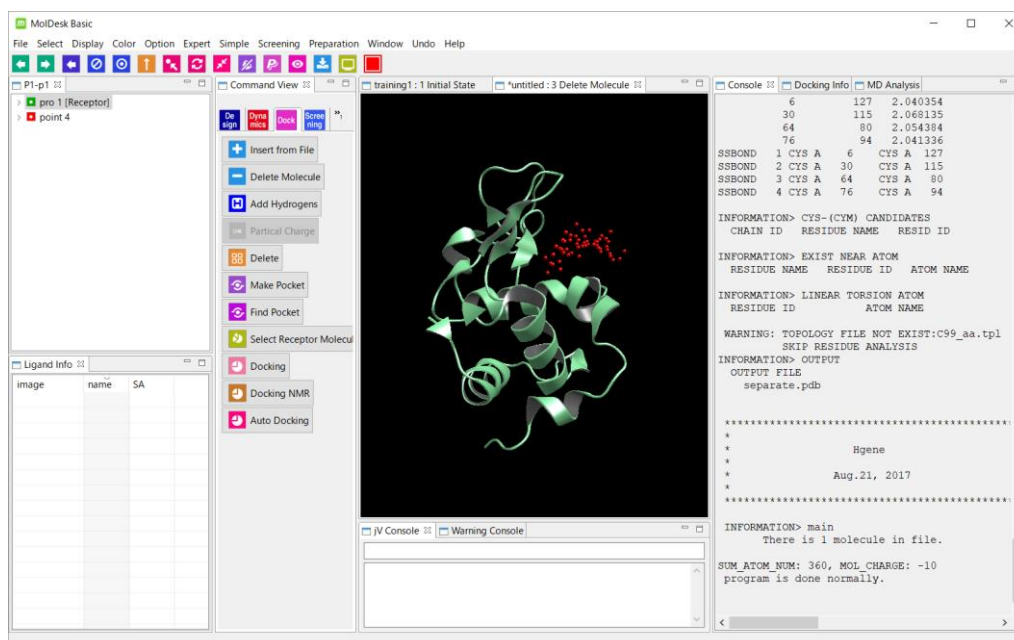 MolDesk Basic
File Select Display Color Option Expert Simple Screening Preparation Window Undo Help
P1-p1
pro 1 [Receptor]
point 4
Ligand Info
image name SA
Command View
De sign
Dyna mics
Dock
Scree ning
»1
Insert from File
Delete Molecule
Add Hydrogens
Partical Charge
Delete
Make Pocket
Find Pocket
Select Receptor Molecul
Docking
Docking NMR
Auto Docking
training1 : 1 Initial State
*untitled : 3 Delete Molecule
jV Console
Warning Console
Console
Docking Info
MD Analysis
6 127 2.040354
30 115 2.068135
64 80 2.054384
76 94 2.041336
SSBOND 1 CYS A 6 CYS A 127
SSBOND 2 CYS A 30 CYS A 115
SSBOND 3 CYS A 64 CYS A 80
SSBOND 4 CYS A 76 CYS A 94
INFORMATION> CYS-(CYM) CANDIDATES
CHAIN ID RESIDUE NAME RESID ID
INFORMATION> EXIST NEAR ATOM
RESIDUE NAME RESIDUE ID ATOM NAME
INFORMATION> LINEAR TORSION ATOM
RESIDUE ID ATOM NAME
WARNING: TOPOLOGY FILE NOT EXIST:C99_aa.tpl
SKIP RESIDUE ANALYSIS
INFORMATION> OUTPUT
OUTPUT FILE
separate.pdb
********************************************
*
* Hgene
*
* Aug.21, 2017
*
********************************************
INFORMATION> main
There is 1 molecule in file.
SUM_ATOM_NUM: 360, MOL_CHARGE: -10
program is done normally.